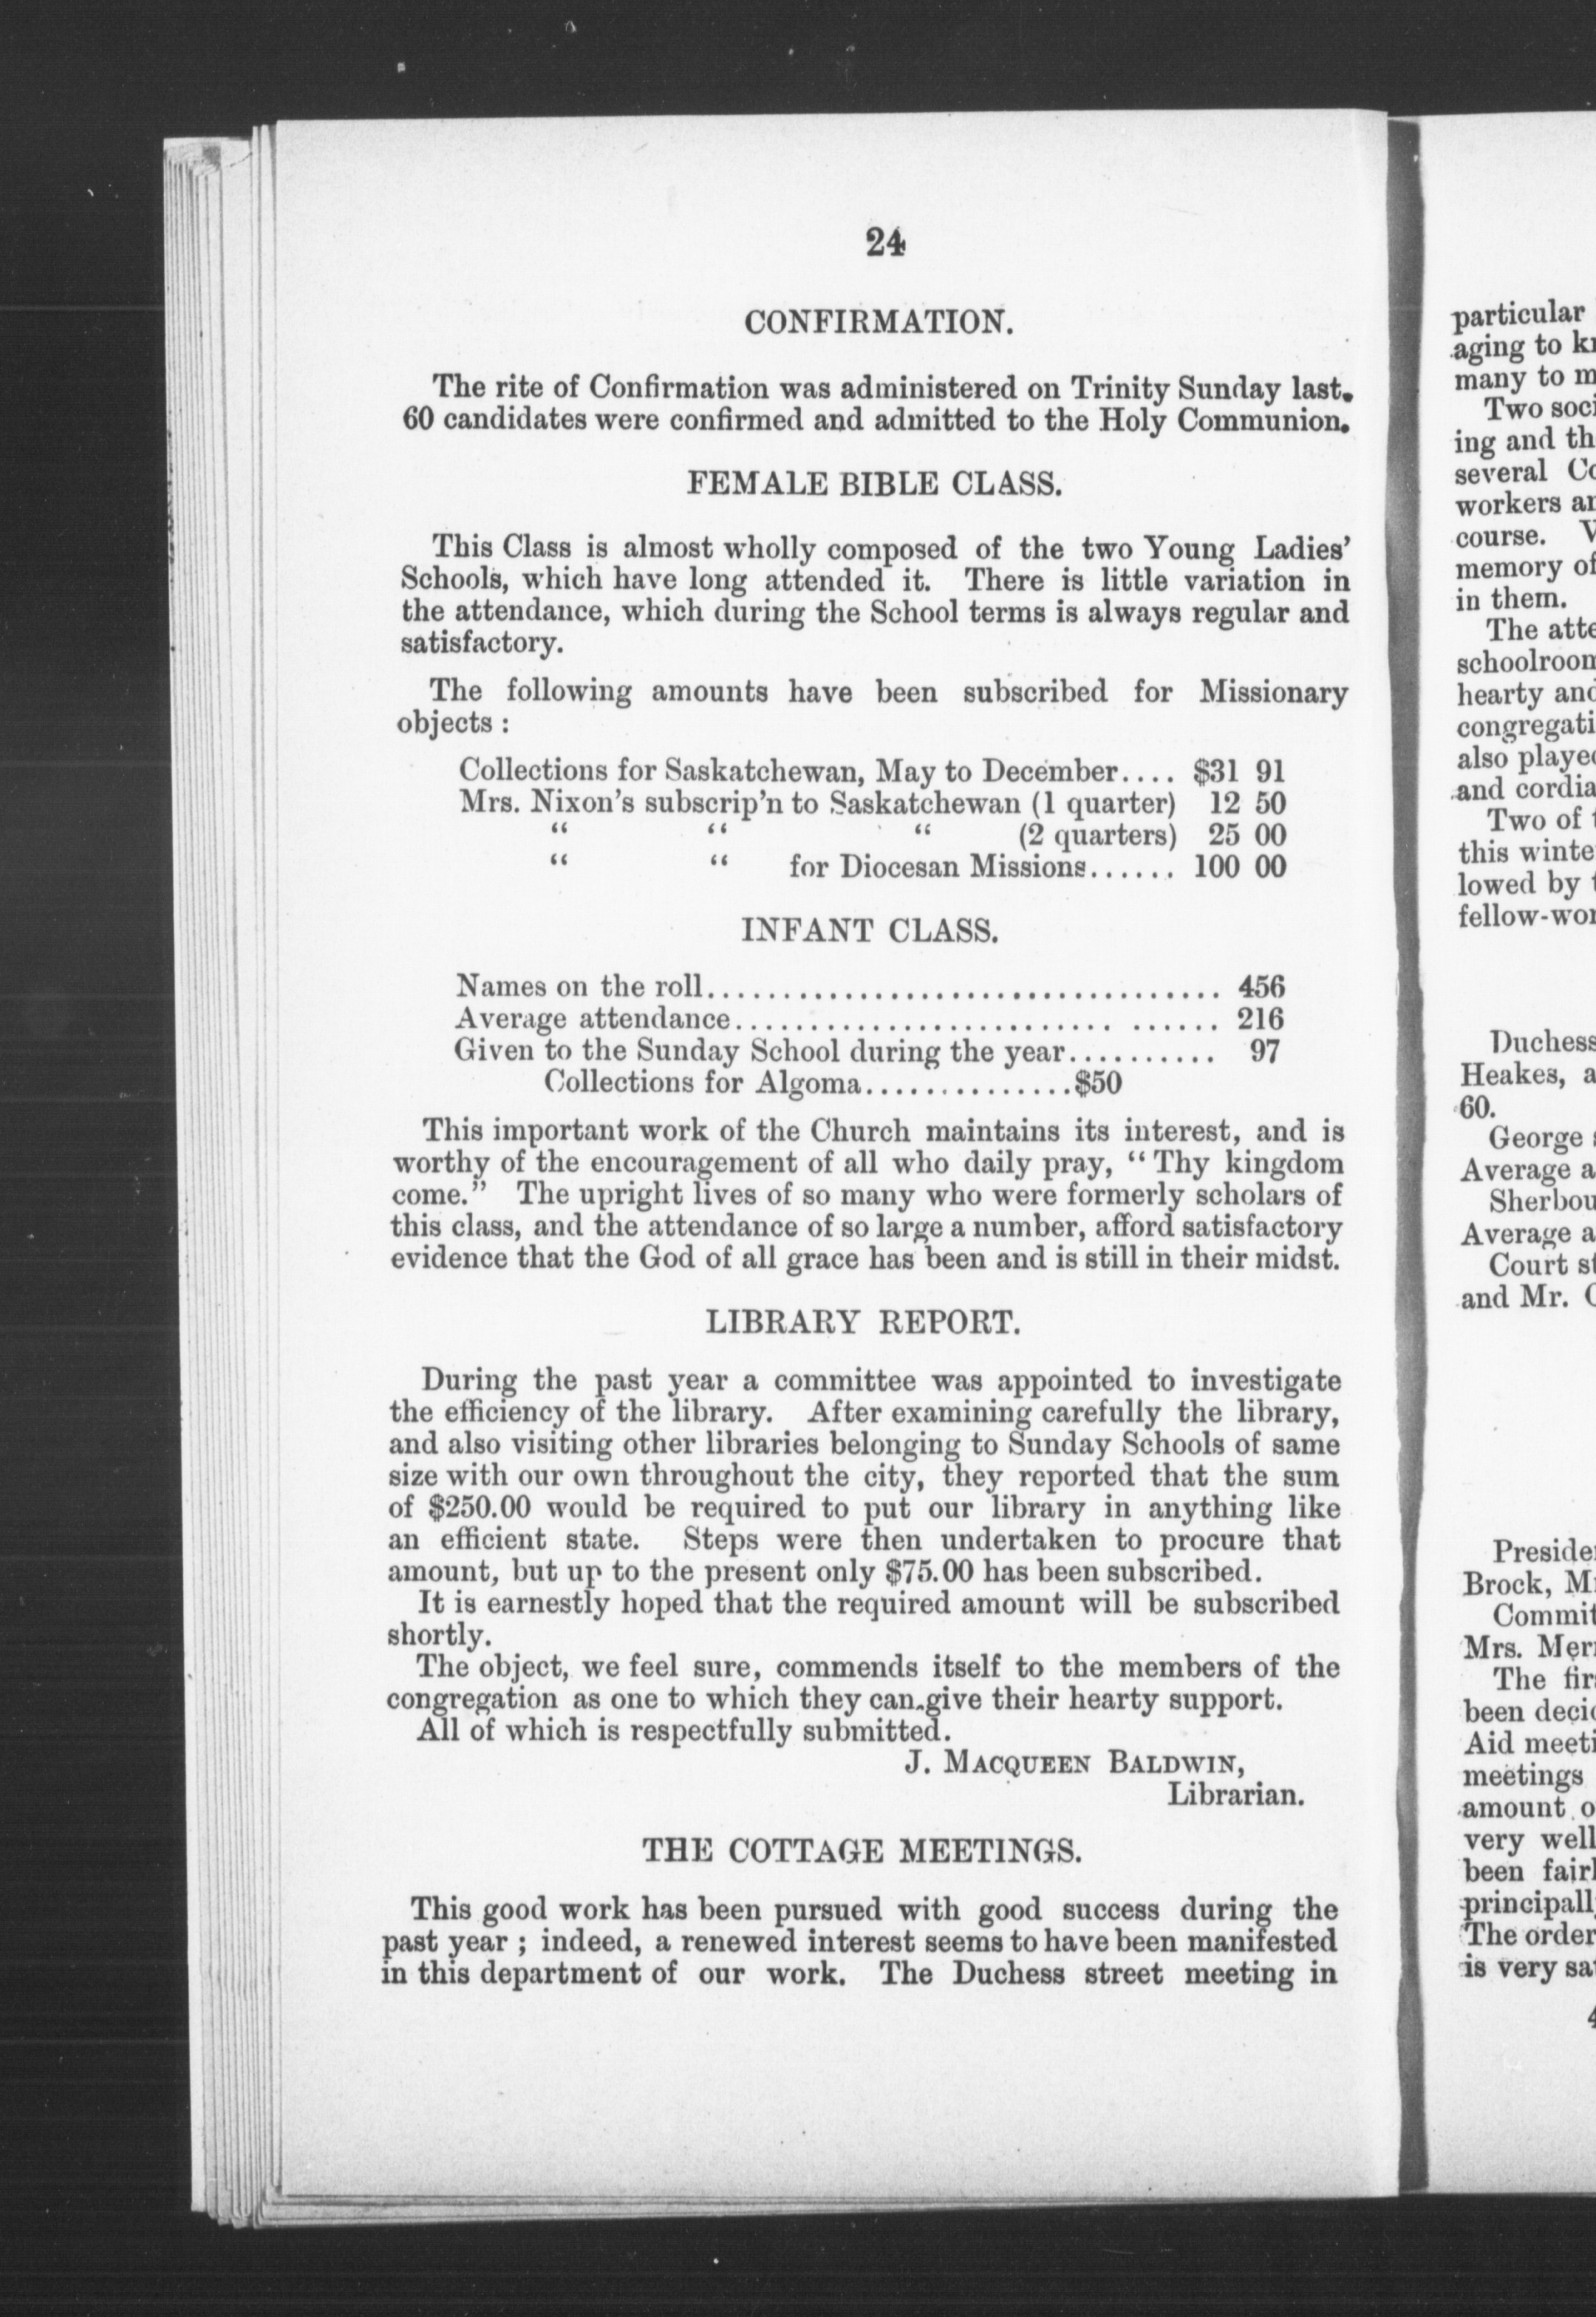 24
CONFIRMATION.
The rite of Confirmation was administered on Trinity Sunday last.
60 candidates were confirmed and admitted to the Holy Communion.
FEMALE BIBLE CLASS.
This Class is almost wholly composed of the two Young Ladies'
Schools, which have long attended it. There is little variation in
the attendance, which during the School terms is always regular and
satisfactory.
The following amounts have been subscribed for Missionary
objects :
Collections for Saskatchewan, May to December.... $31 91
Mrs. Nixon's subscrip'n to Saskatchewan (1 quarter) 12 50
“ “ “ (2 quarters) 25 00
“ “ for Diocesan Missions...... 100 00
INFANT CLASS.
Names on the roll.................................. 456
Average attendance......................... ...... 216
Given to the Sunday School during the year.......... 97
Collections for Algoma..............$50
This important work of the Church maintains its interest, and is
worthy of the encouragement of all who daily pray, “ Thy kingdom
come.” The upright lives of so many who were formerly scholars of
this class, and the attendance of so large a number, afford satisfactory
evidence that the God of all grace has been and is still in their midst.
LIBRARY REPORT.
During the past year a committee was appointed to investigate
the efficiency of the library. After examining carefully the library,
and also visiting other libraries belonging to Sunday Schools of same
size with our own throughout the city, they reported that the sum
of $250.00 would be required to put our library in anything like
an efficient state. Steps were then undertaken to procure that
amount, but up to the present only $75.00 has been subscribed.
It is earnestly hoped that the required amount will be subscribed
shortly.
The object, we feel sure, commends itself to the members of the
congregation as one to which they can give their hearty support.
All of which is respectfully submitted.
J. MACQUEEN BALDWIN,
Librarian.
THE COTTAGE MEETINGS.
This good work has been pursued with good success during the
past year ; indeed, a renewed interest seems to have been manifested
in this department of our work. The Duchess street meeting in
particular
aging to
many to
Two
ing and
several
workers
course.
memory of
in them.
The

hearty
also
and
Two of
this
lowed by
Duchess
Heakes,
60.
George
Average
Average
Court
and Mr.
Brock,
Mrs.
The
been
Aid
meetings
amount
very well
been
The
is very